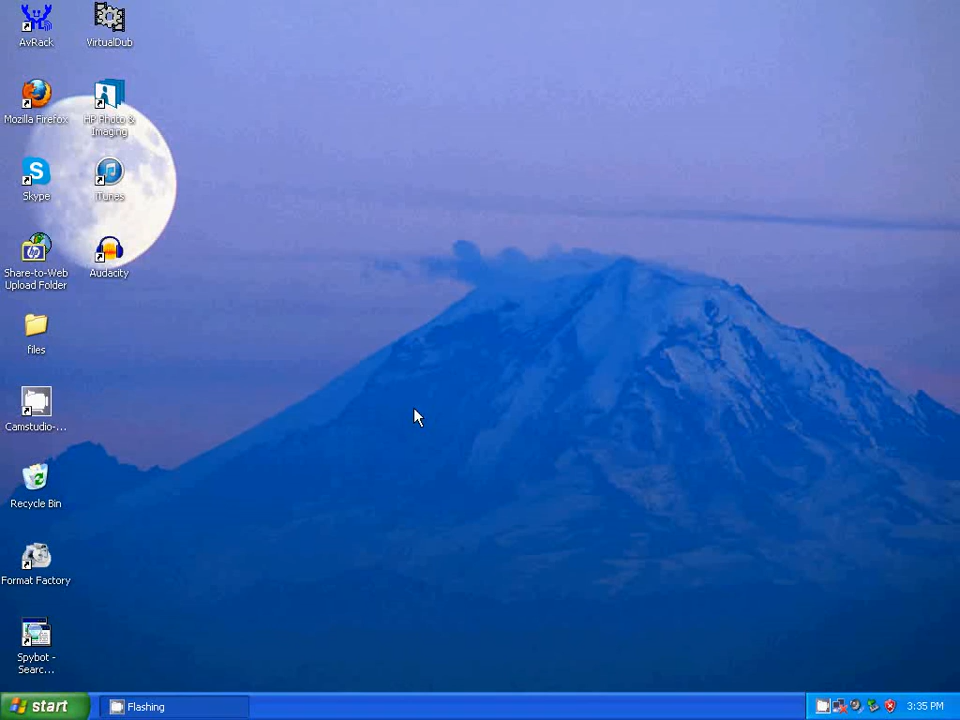 AvRack
VirtualDub
Mozilla Firefox
HP Photo &
Imaging
Skype
iTunes
Share-to-Web
Upload Folder
Audacity
files
Camstudio-...
Recycle Bin
Format Factory
Spybot -
Searc...
start
Flashing
3:35 PM